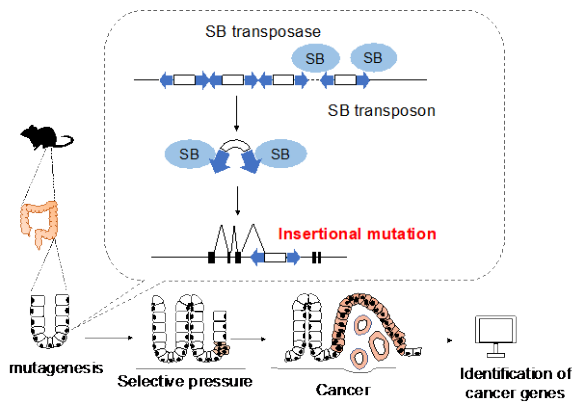 SB transposase
SB
SB
SB transposon
SB
SB
Insertional mutation
mutagenesis
Selective pressure
Cancer
Identification of
cancer genes